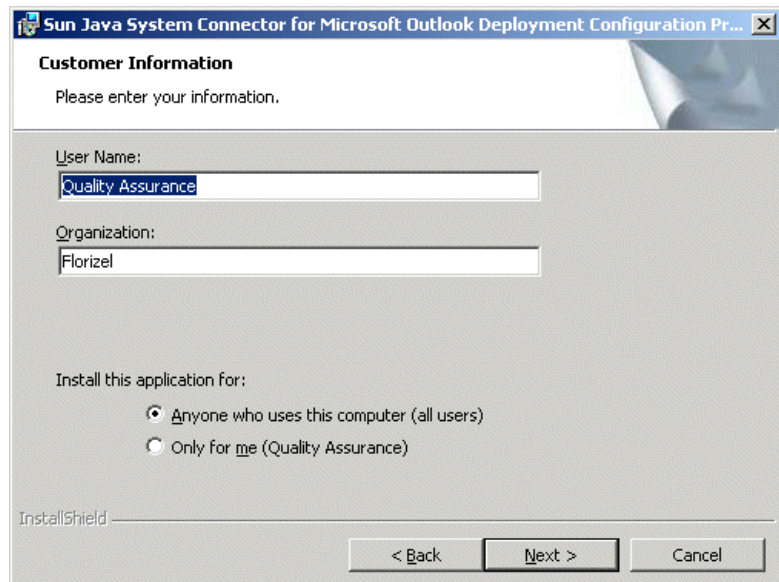 Sun Java System Connector for Microsoft Outlook Deployment Configuration Pr...
Customer Information
Please enter your information.
User Name:
Quality Assurance
Organization:
Florizel
Install this application for:
Anyone who uses this computer (all users)
Only for me (Quality Assurance)
InstallShield
< Back Next > Cancel